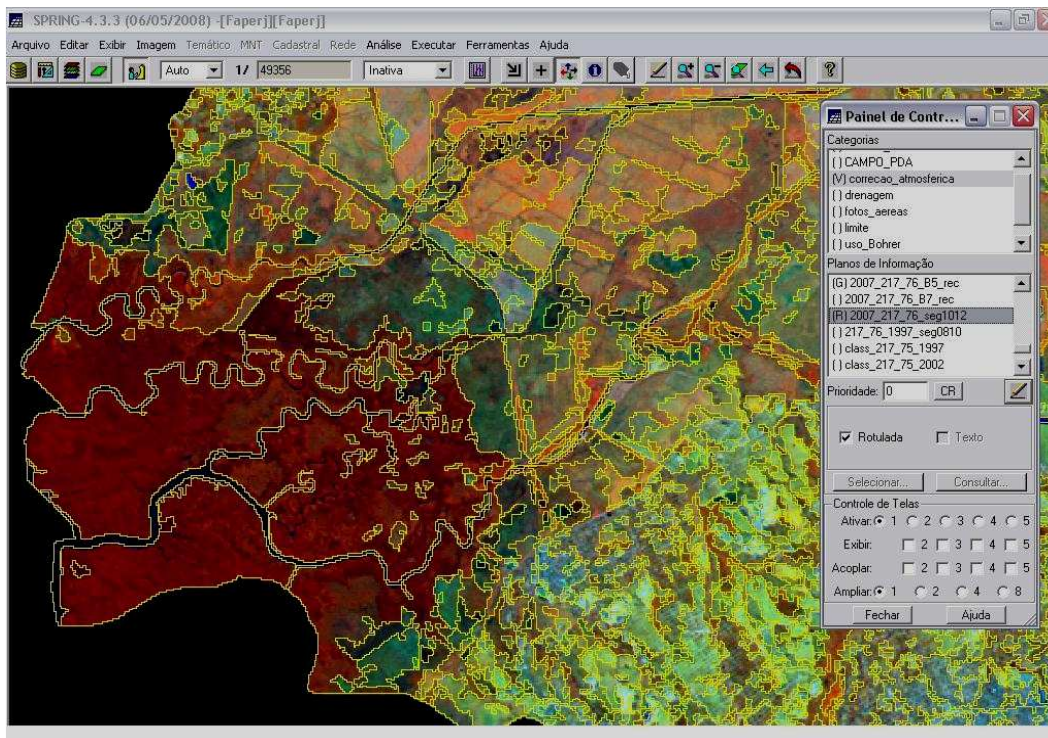 SPRING-4.3.3 (06/05/2008) -[Faperj][Faperj]
Arquivo Editar Exibir Imagem Temático MNT Cadastral Rede Análise Executar Ferramentas Ajuda
Auto 1/ 49356 Inativa
Painel de Contr...
Categorias
( ) CAMPO_PDA
(V) correcao_atmosferica
( ) drenagem
( ) fotos_aereas
( ) limite
( ) uso_Bohrer
Planos de Informação
(G) 2007_217_76_B5_rec
( ) 2007_217_76_B7_rec
(R) 2007_217_76_seg1012
( ) 217_76_1997_seg0810
( ) class_217_75_1997
( ) class_217_75_2002
Prioridade: 0 CR
Rotulada Texto
Selecionar... Consultar...
Controle de Telas
Ativar: 1 2 3 4 5
Exibir: 2 3 4 5
Acoplar: 2 3 4 5
Ampliar: 1 2 4 8
Fechar Ajuda